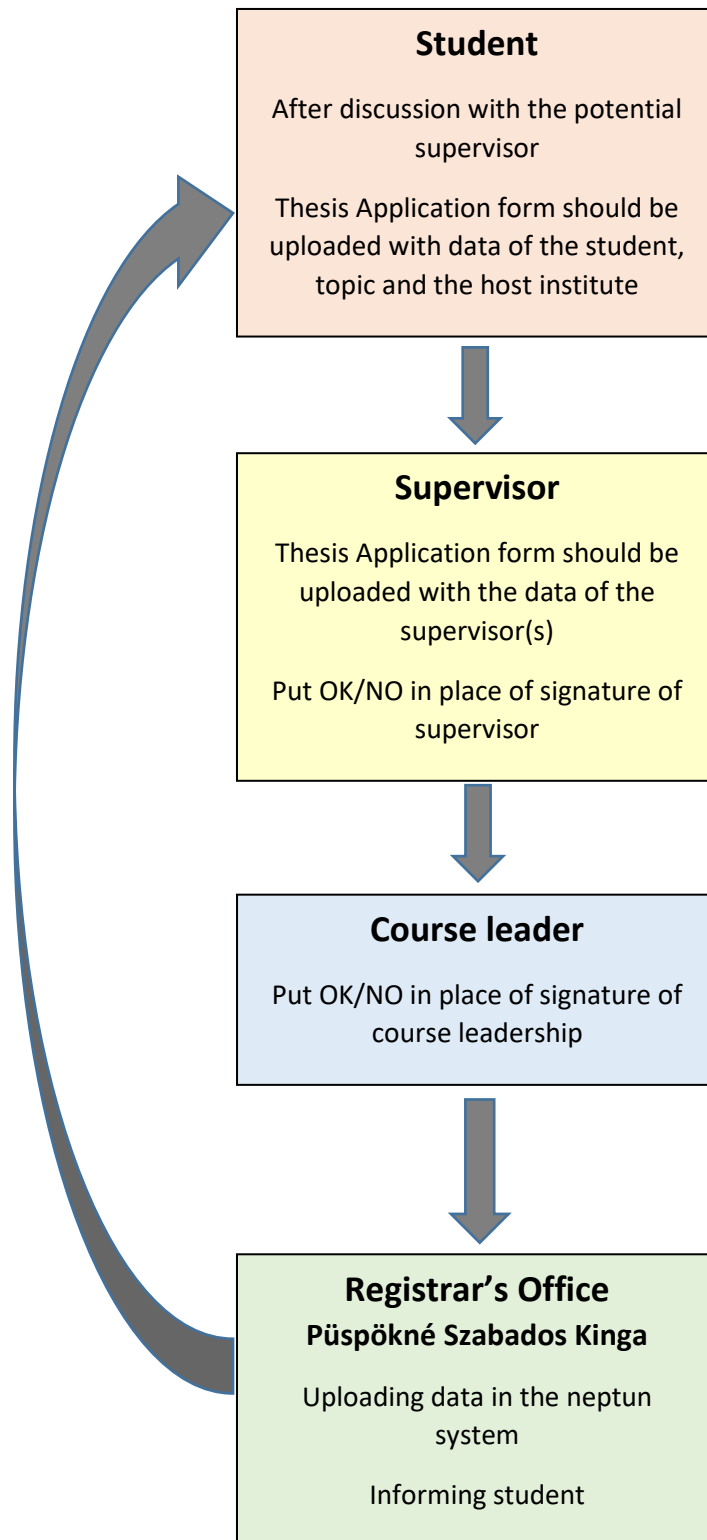 Student
After discussion with the potential
supervisor
Thesis Application form should be
uploaded with data of the student,
topic and the host institute
Supervisor
Thesis Application form should be
uploaded with the data of the
supervisor(s)
Put OK/NO in place of signature of
supervisor
Course leader
Put OK/NO in place of signature of
course leadership
Registrar’s Office
Püspökné Szabados Kinga
Uploading data in the neptun
system
Informing student